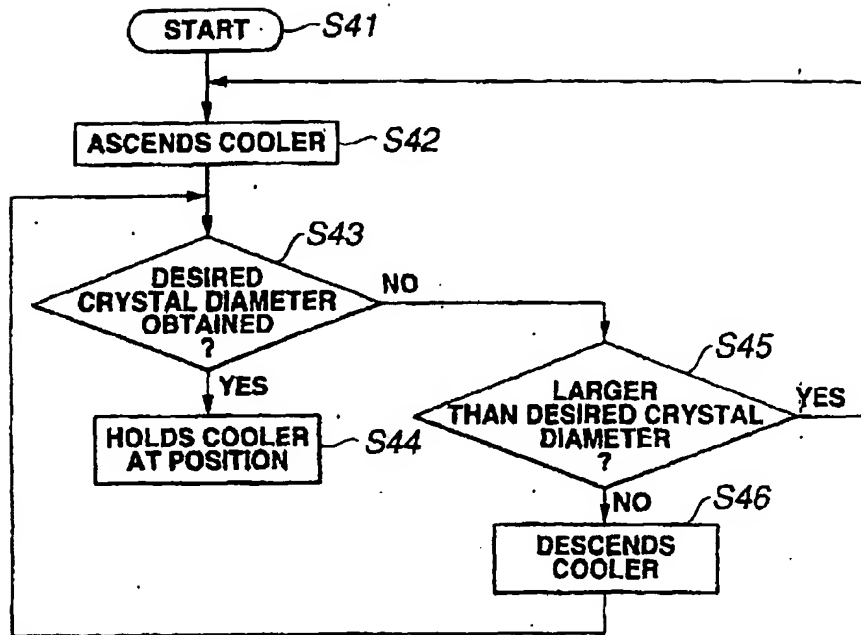 START
S41
ASCENDS COOLER
S42
S43
DESIRED
CRYSTAL DIAMETER
OBTAINED
?
NO
YES
HOLDS COOLER
AT POSITION
S44
S45
LARGER
THAN DESIRED CRYSTAL
DIAMETER
?
YES
NO
S46
DESCENDS
COOLER